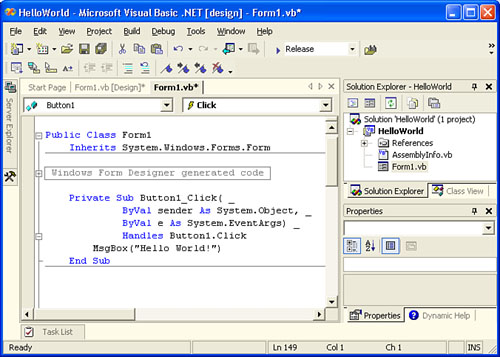 HelloWorld - Microsoft Visual Basic .NET [design] - Form1.vb*
File Edit View Project Build Debug Tools Window Help
Release
Server Explorer
Start Page Form1.vb [Design]* Form1.vb*
Button1 Click
Public Class Form1
Inherits System.Windows.Forms.Form
Windows Form Designer generated code
Private Sub Button1_Click( _
ByVal sender As System.Object, _
ByVal e As System.EventArgs) _
Handles Button1.Click
MsgBox("Hello World!")
End Sub
Solution Explorer - HelloWorld
Solution 'HelloWorld' (1 project)
HelloWorld
References
AssemblyInfo.vb
Form1.vb
Solution Explorer Class View
Properties
Properties Dynamic Help
Task List
Ready Ln 149 Col 1 Ch 1 INS